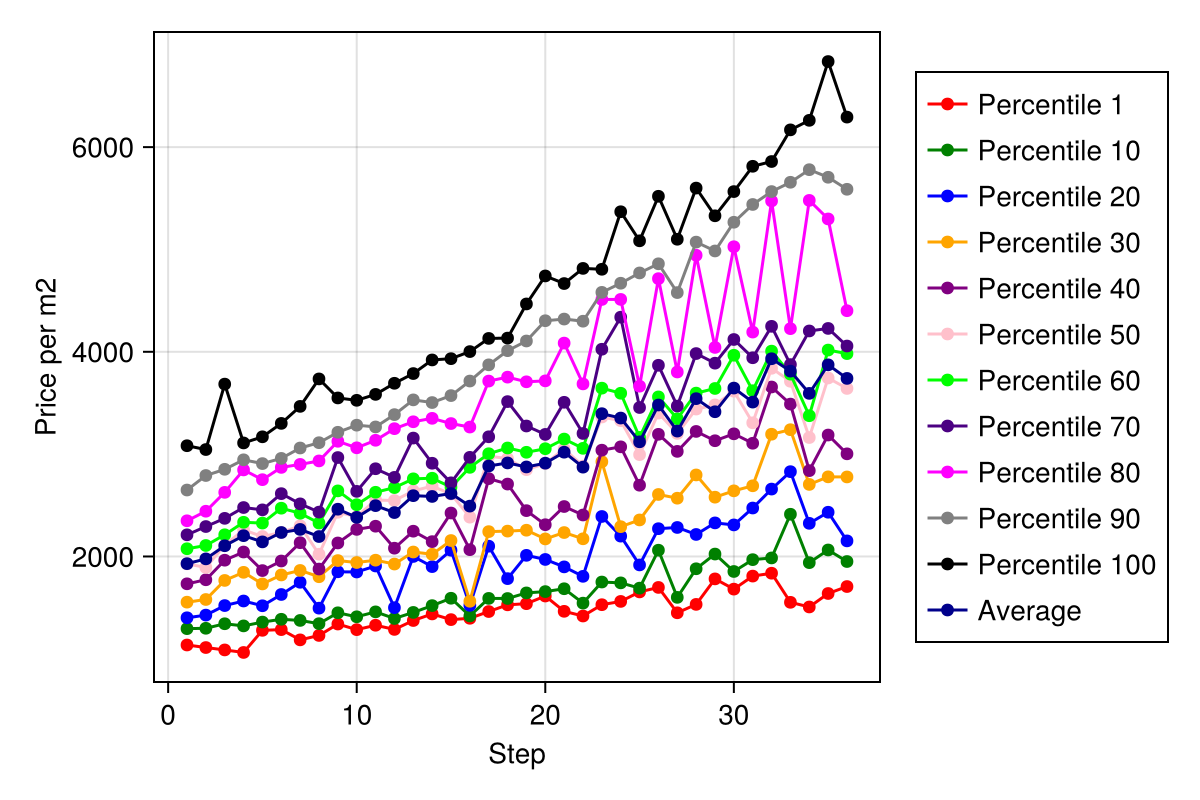 6000
4000
2000
Price per m2
0 10 20 30
Step
Percentile 1
Percentile 10
Percentile 20
Percentile 30
Percentile 40
Percentile 50
Percentile 60
Percentile 70
Percentile 80
Percentile 90
Percentile 100
Average